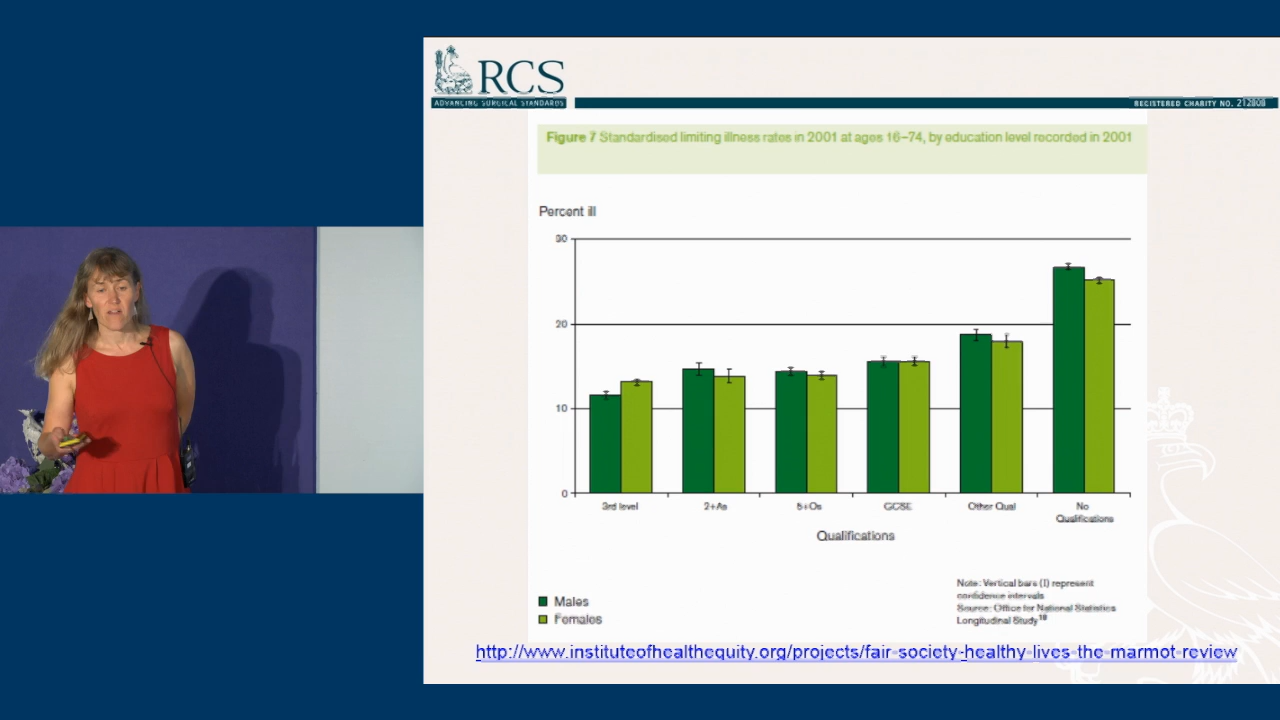 RCS
ADVANCING SURGICAL STANDARDS
REGISTERED CHARITY NO. 212808
Figure 7 Standardised limiting illness rates in 2001 at ages 16–74, by education level recorded in 2001
Percent ill
30
20
10
0
3rd level 2+As 5+Os GCSE Other Qual No
Qualifications
Qualifications
Note: Vertical bars (I) represent
confidence intervals
Source: Office for National Statistics
Longitudinal Study
Males
Females
http://www.instituteofhealthequity.org/projects/fair-society-healthy-lives-the-marmot-review